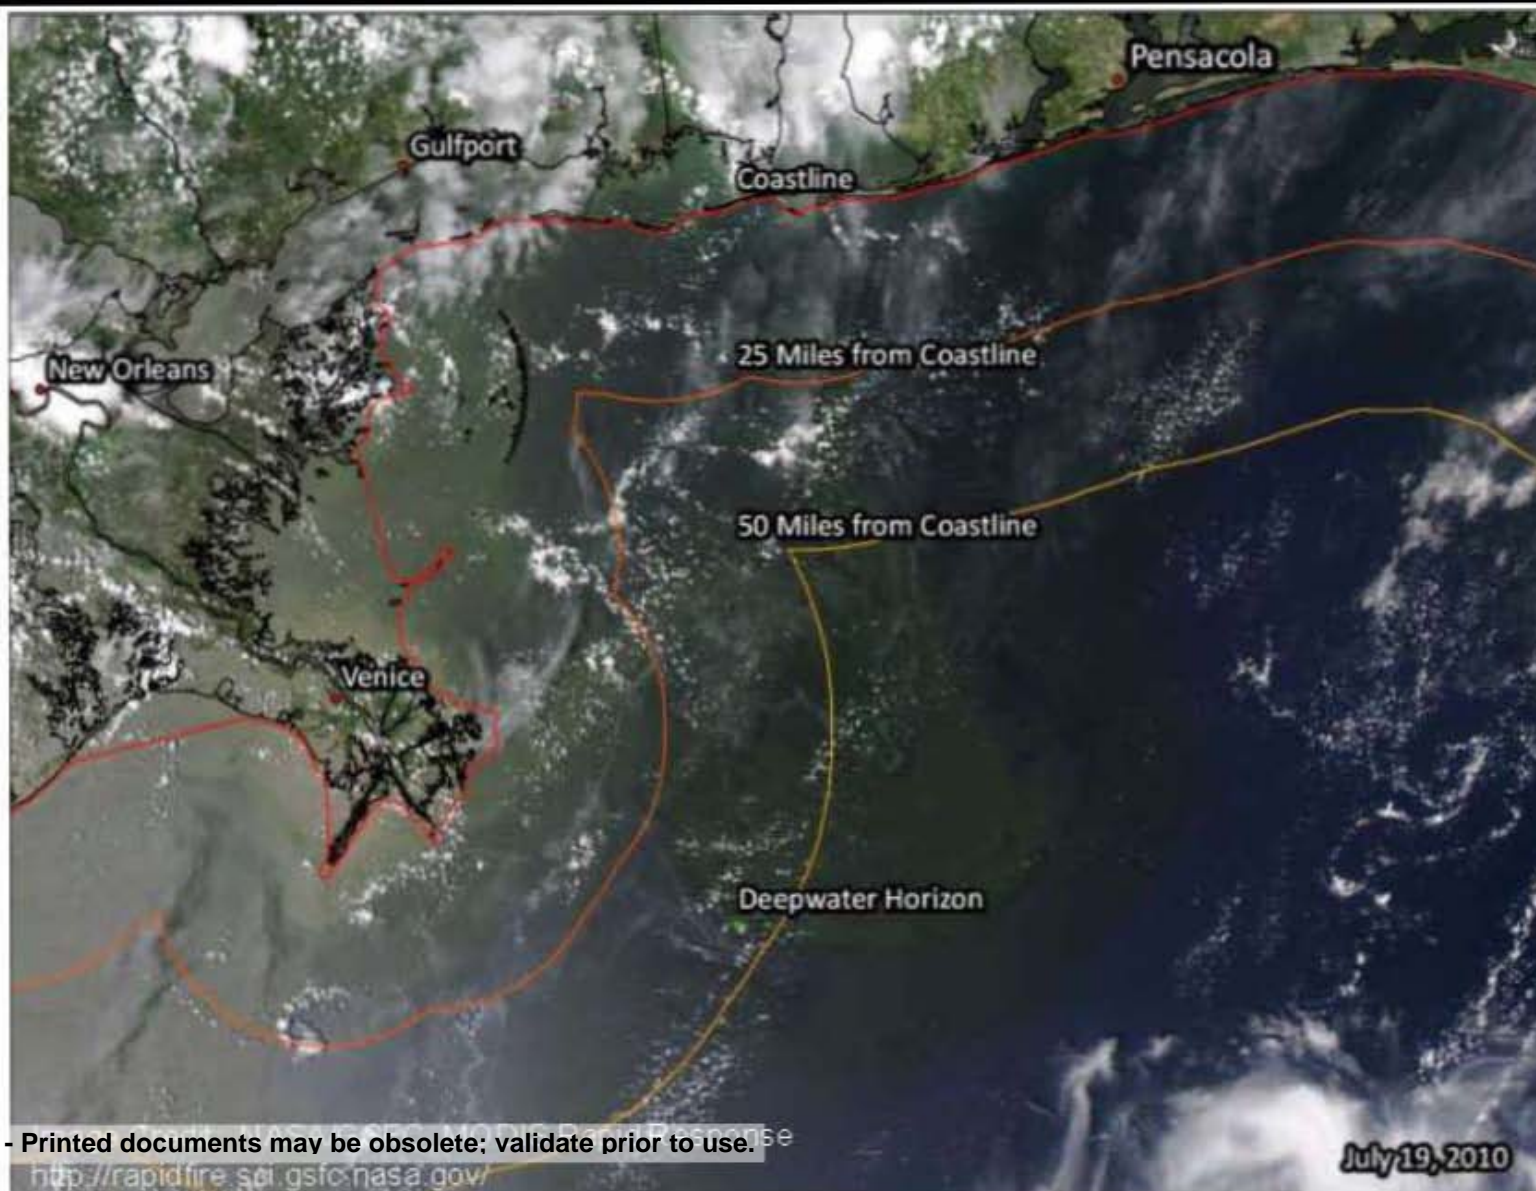 Pensacola
Gulfport
Coastline
New Orleans
25 Miles from Coastline
50 Miles from Coastline
Venice
Deepwater Horizon
- Printed documents may be obsolete; validate prior to use.
http://rapidfire.sci.gsfc.nasa.gov/
July 19, 2010